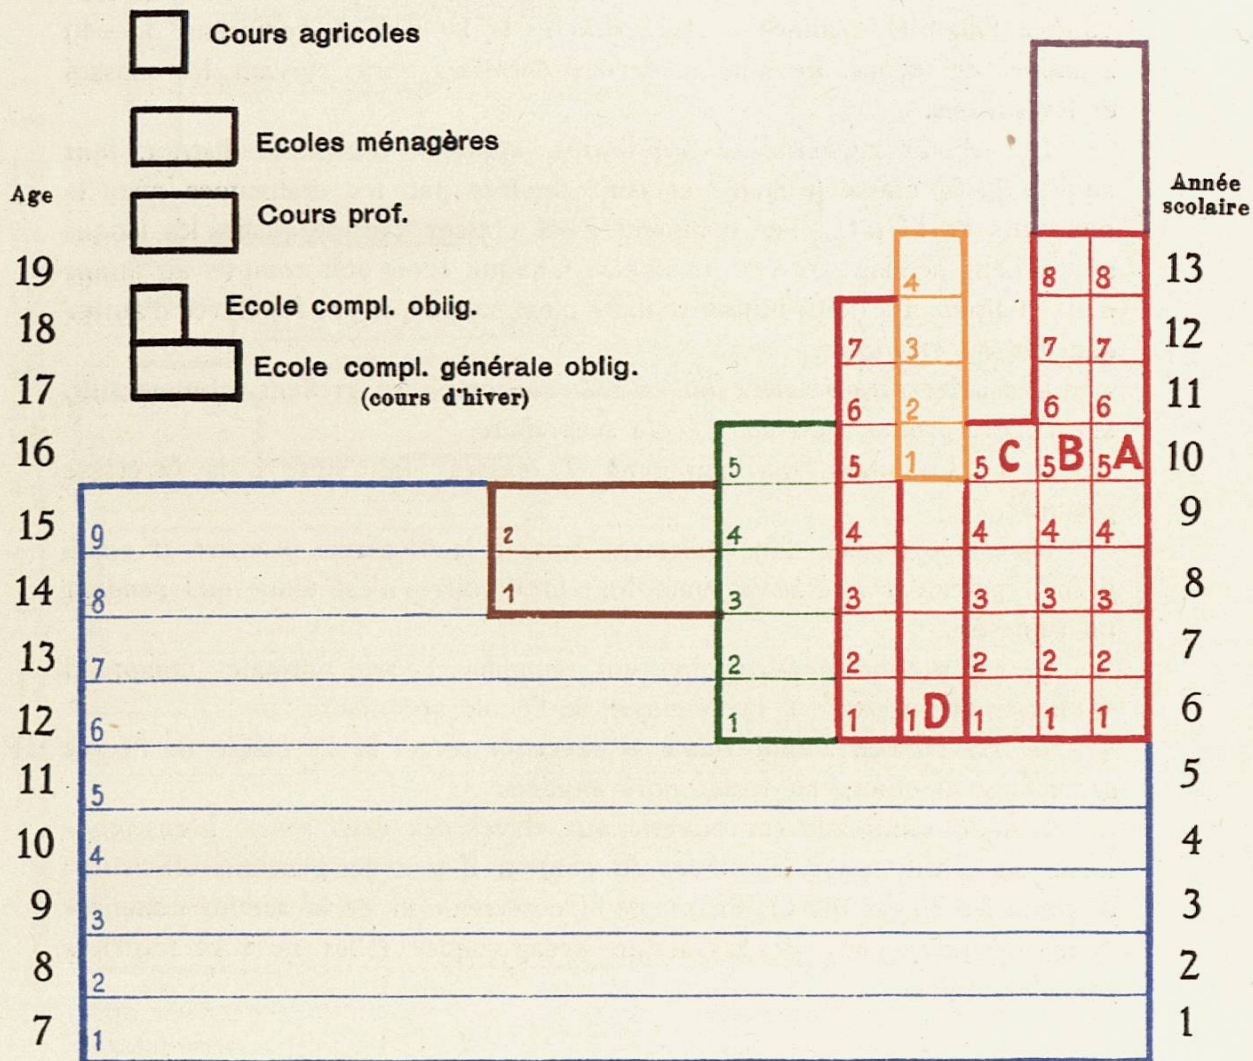 Cours agricoles
Ecoles ménagères
Cours prof.
Ecole compl. oblig.
Ecole compl. générale oblig.
(cours d'hiver)
Age
Année
scolaire
19 4 8 8 13
18 7 3 7 7 12
17 6 2 6 6 11
16 5 5 1 5 C 5 B 5 A 10
15 9 2 4 4 4 4 4 9
14 8 1 3 3 3 3 3 8
13 7 2 2 2 2 2 7
12 6 1 1 1 D 1 1 1 6
11 5 5
10 4 4
9 3 3
8 2 2
7 1 1